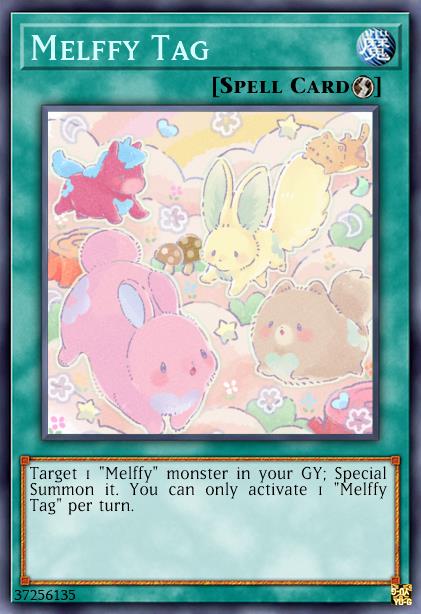 Melffy Tag
魔
[Spell Card]
Target 1 "Melffy" monster in your GY; Special
Summon it. You can only activate 1 "Melffy
Tag" per turn.
37256135